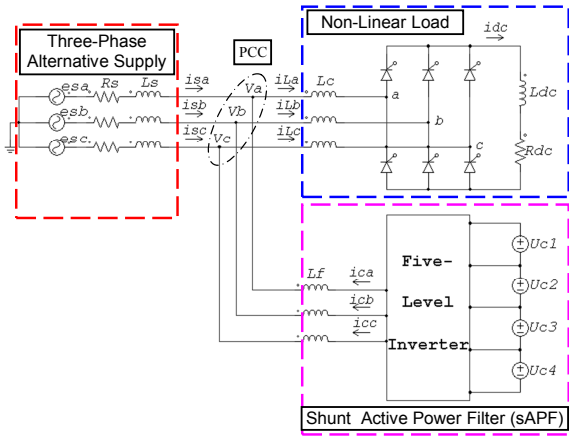 Three-Phase
Alternative Supply
PCC
Non-Linear Load
idc
esa Rs Ls isa Va iLa Lc
esb isb Vb iLb
esc isc Vc iLc
a
b
c
Ldc
Rdc
Lf
ica
icb
icc
Five-
Level
Inverter
Uc1
Uc2
Uc3
Uc4
Shunt Active Power Filter (sAPF)